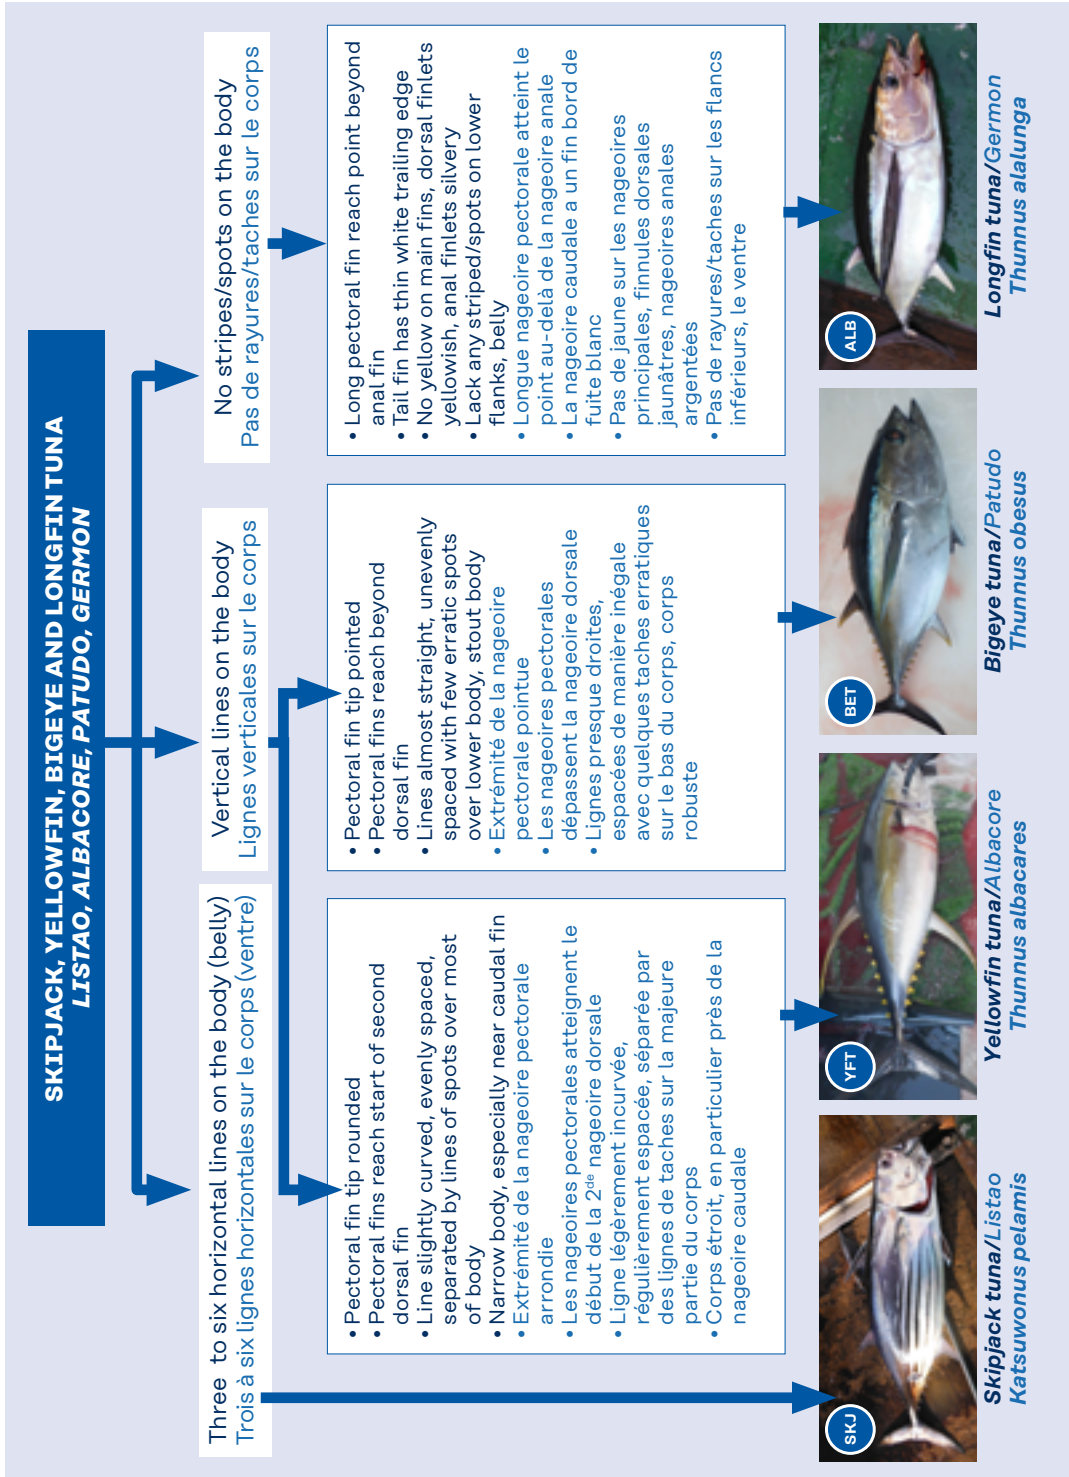 SKIPJACK, YELLOWFIN, BIGEYE AND LONGFIN TUNA
LISTAO, ALBACORE, PATUDO, GERMON
Three to six horizontal lines on the body (belly)
Trois à six lignes horizontales sur le corps (ventre)
Vertical lines on the body
Lignes verticales sur le corps
No stripes/spots on the body
Pas de rayures/taches sur le corps
• Pectoral fin tip rounded
• Pectoral fins reach start of second
dorsal fin
• Line slightly curved, evenly spaced,
separated by lines of spots over most
of body
• Narrow body, especially near caudal fin
• Extrémité de la nageoire pectorale
arrondie
• Les nageoires pectorales atteignent le
début de la 2de nageoire dorsale
• Ligne légèrement incurvée,
régulièrement espacée, séparée par
des lignes de taches sur la majeure
partie du corps
• Corps étroit, en particulier près de la
nageoire caudale
• Pectoral fin tip pointed
• Pectoral fins reach beyond
dorsal fin
• Lines almost straight, unevenly
spaced with few erratic spots
over lower body, stout body
• Extrémité de la nageoire
pectorale pointue
• Les nageoires pectorales
dépassent la nageoire dorsale
• Lignes presque droites,
espacées de manière inégale
avec quelques taches erratiques
sur le bas du corps, corps
robuste
• Long pectoral fin reach point beyond
anal fin
• Tail fin has thin white trailing edge
• No yellow on main fins, dorsal finlets
yellowish, anal finlets silvery
• Lack any striped/spots on lower
flanks, belly
• Longue nageoire pectorale atteint le
point au-delà de la nageoire anale
• La nageoire caudale a un fin bord de
fuite blanc
• Pas de jaune sur les nageoires
principales, finnules dorsales
jaunâtres, nageoires anales
argentées
• Pas de rayures/taches sur les flancs
inférieurs, le ventre
SKJ
Skipjack tuna/Listao
Katsuwonus pelamis
YFT
Yellowfin tuna/Albacore
Thunnus albacares
BET
Bigeye tuna/Patudo
Thunnus obesus
ALB
Longfin tuna/Germon
Thunnus alalunga